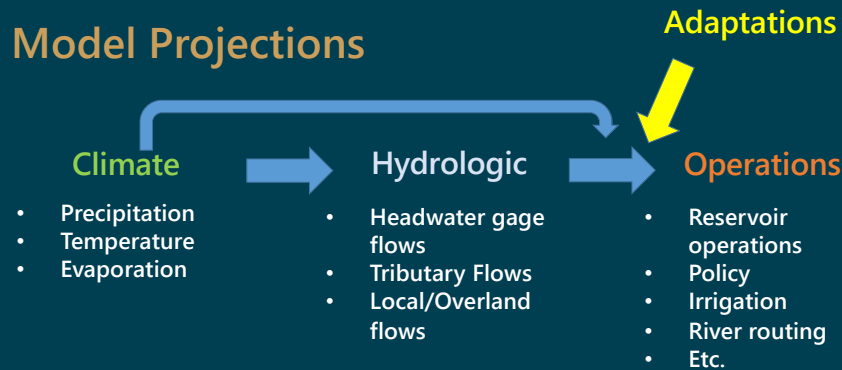 Model Projections
Adaptations
Climate
• Precipitation
• Temperature
• Evaporation
Hydrologic
• Headwater gage
flows
• Tributary Flows
• Local/Overland
flows
Operations
• Reservoir
operations
• Policy
• Irrigation
• River routing
• Etc.